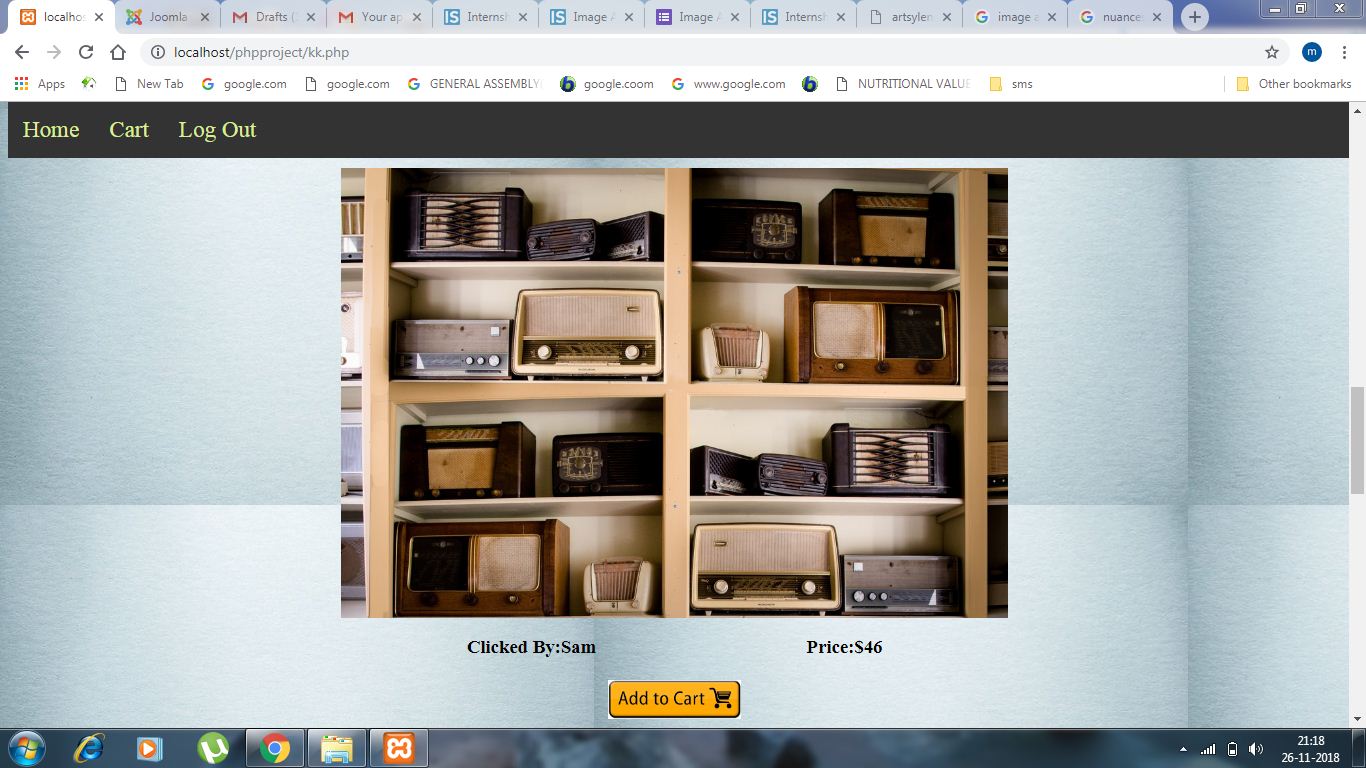 localhos
Joomla
Drafts (
Your ap
Internsh
Image A
Image A
Internsh
artsylen
image a
nuance
localhost/phpproject/kk.php
m
Apps
New Tab
google.com
google.com
GENERAL ASSEMBLY
google.coom
www.google.com
NUTRITIONAL VALUE
sms
Other bookmarks
Home Cart Log Out
Clicked By:Sam Price:$46
Add to Cart
21:18
26-11-2018